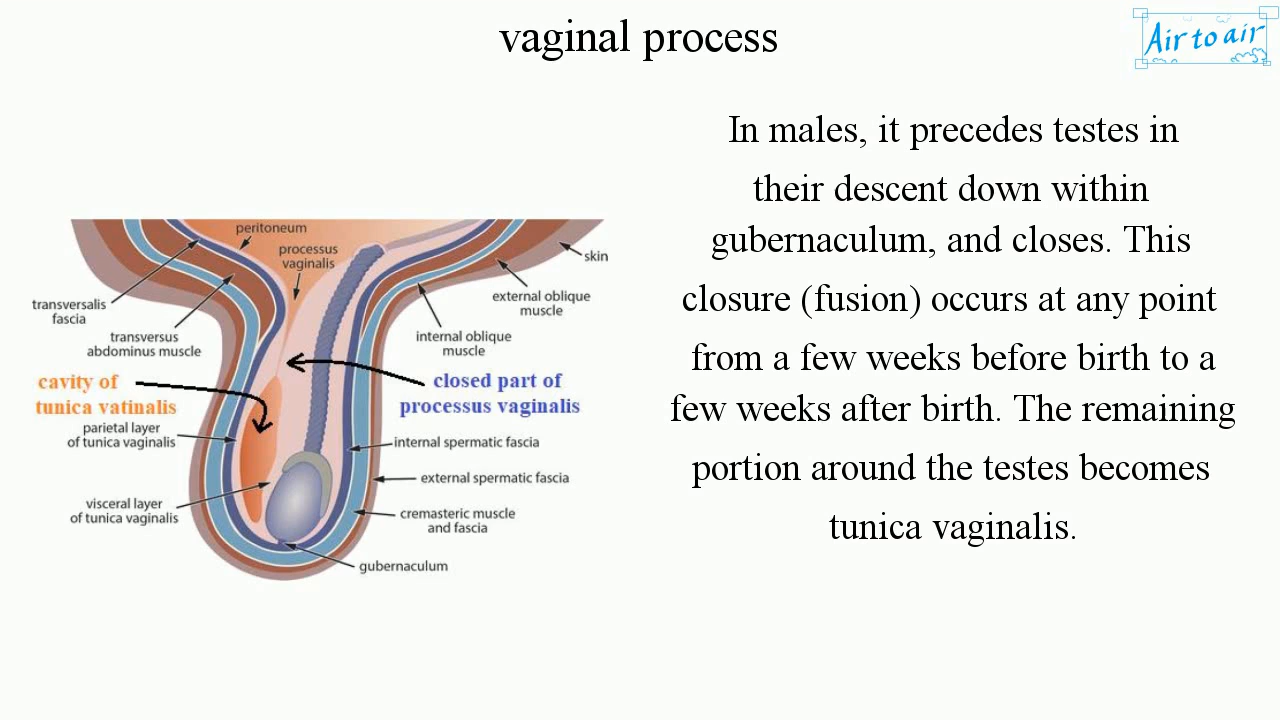 vaginal process
Air to air
In males, it precedes testes in
their descent down within
gubernaculum, and closes. This
closure (fusion) occurs at any point
from a few weeks before birth to a
few weeks after birth. The remaining
portion around the testes becomes
tunica vaginalis.
peritoneum
processus
vaginalis
skin
transversalis
fascia
external oblique
muscle
transversus
abdominus muscle
internal oblique
muscle
cavity of
tunica vatinalis
closed part of
processus vaginalis
parietal layer
of tunica vaginalis
internal spermatic fascia
external spermatic fascia
visceral layer
of tunica vaginalis
cremasteric muscle
and fascia
gubernaculum